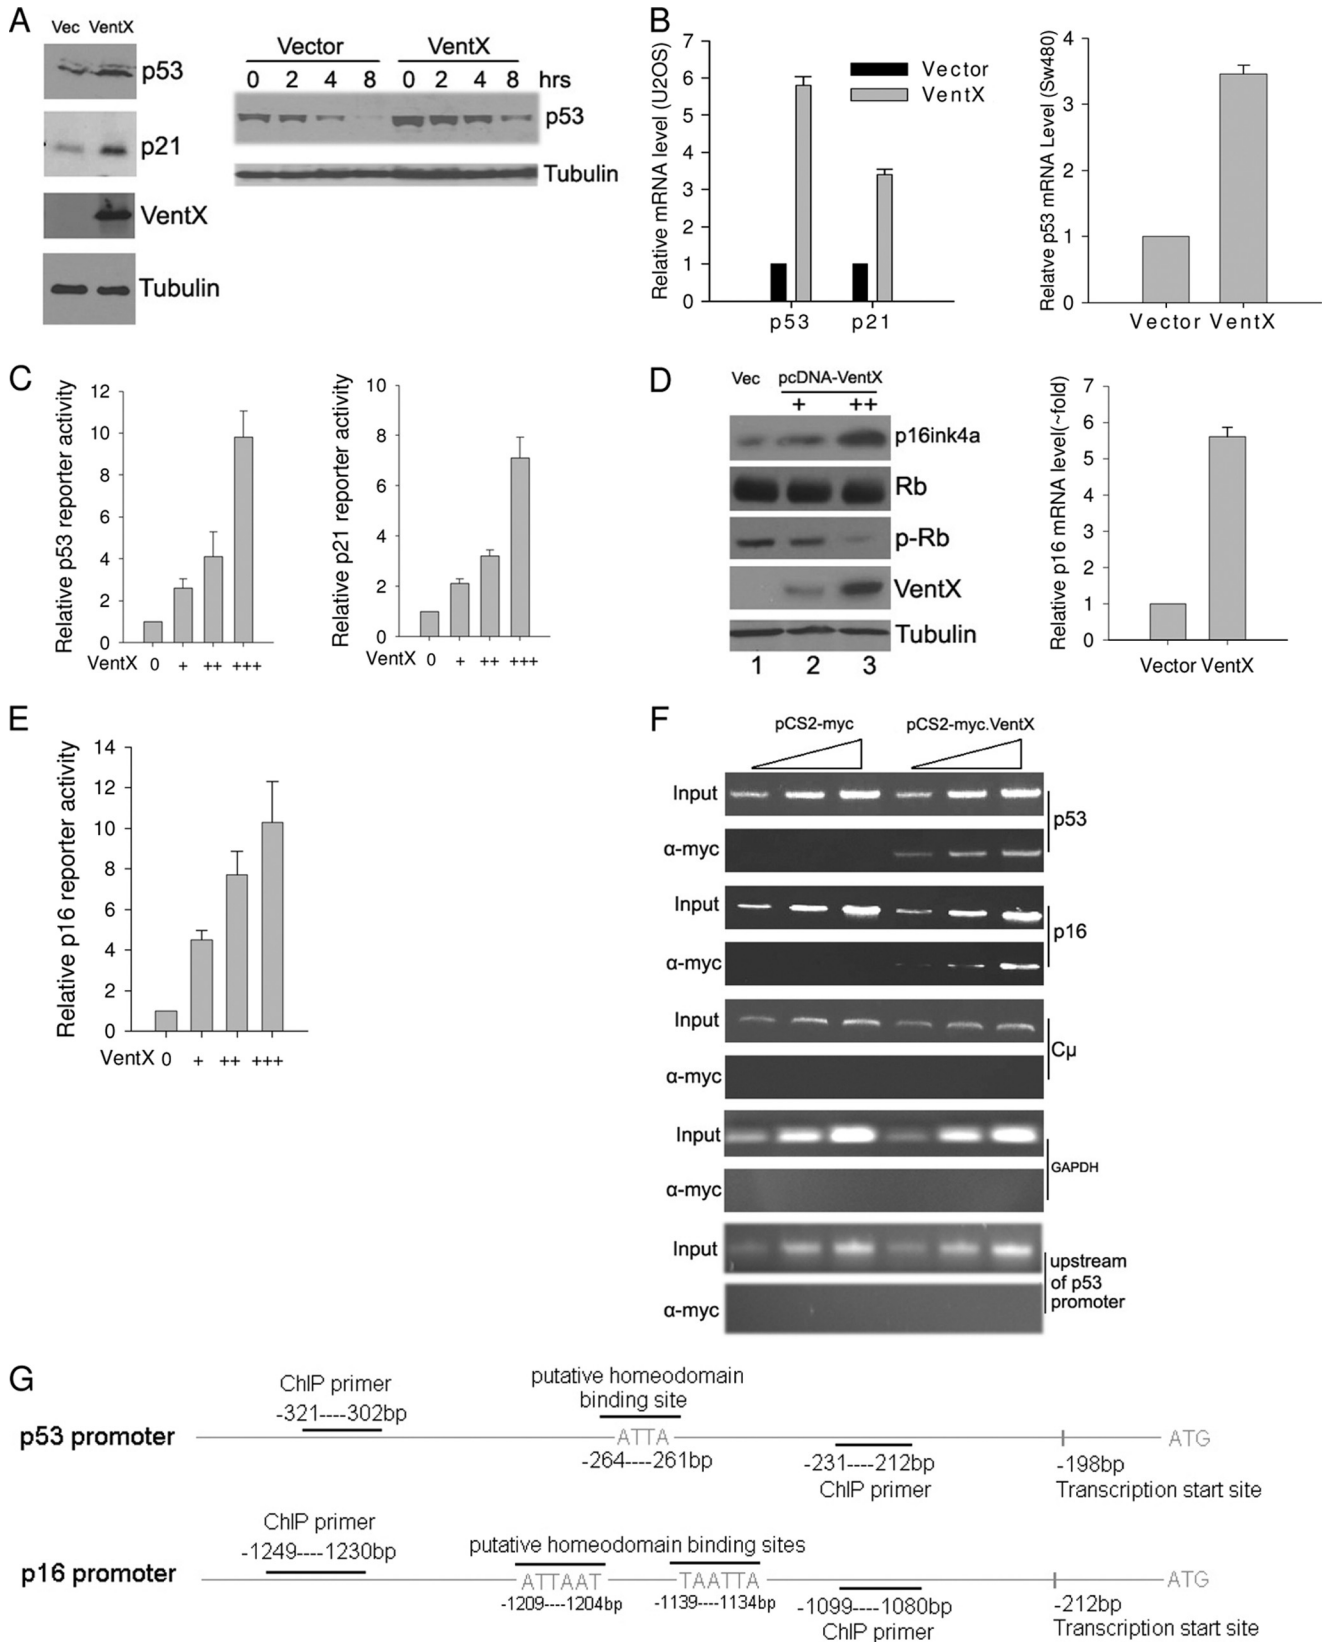 A
Vec VentX
p53
p21
VentX
Tubulin
Vector VentX
0 2 4 8 0 2 4 8 hrs
p53
Tubulin
B
Relative mRNA level (U2OS)
7
6
5
4
3
2
1
0
Vector
VentX
p53 p21
Relatve p53 mRNA Level (Sw480)
4
3
2
1
0
Vector VentX
C
Relative p53 reporter activity
12
10
8
6
4
2
0
VentX 0 + ++ +++
Relative p21 reporter activity
10
8
6
4
2
0
VentX 0 + ++ +++
D
Vec pcDNA-VentX
+ ++
p16ink4a
Rb
p-Rb
VentX
Tubulin
1 2 3
Relative p16 mRNA level(~fold)
7
6
5
4
3
2
1
0
Vector VentX
E
Relative p16 reporter activity
14
12
10
8
6
4
2
0
VentX 0 + ++ +++
F
pCS2-myc pCS2-myc.VentX
Input
α-myc
p53
Input
α-myc
p16
Input
α-myc
Cμ
Input
α-myc
GAPDH
Input
α-myc
upstream
of p53
promoter
G
p53 promoter
ChIP primer
-321----302bp
putative homeodomain
binding site
ATTA
-264----261bp
-231----212bp
ChIP primer
-198bp
Transcription start site
ATG
p16 promoter
ChIP primer
-1249----1230bp
putative homeodomain binding sites
ATTAAT
-1209----1204bp
TAATTA
-1139----1134bp
-1099----1080bp
ChIP primer
-212bp
Transcription start site
ATG